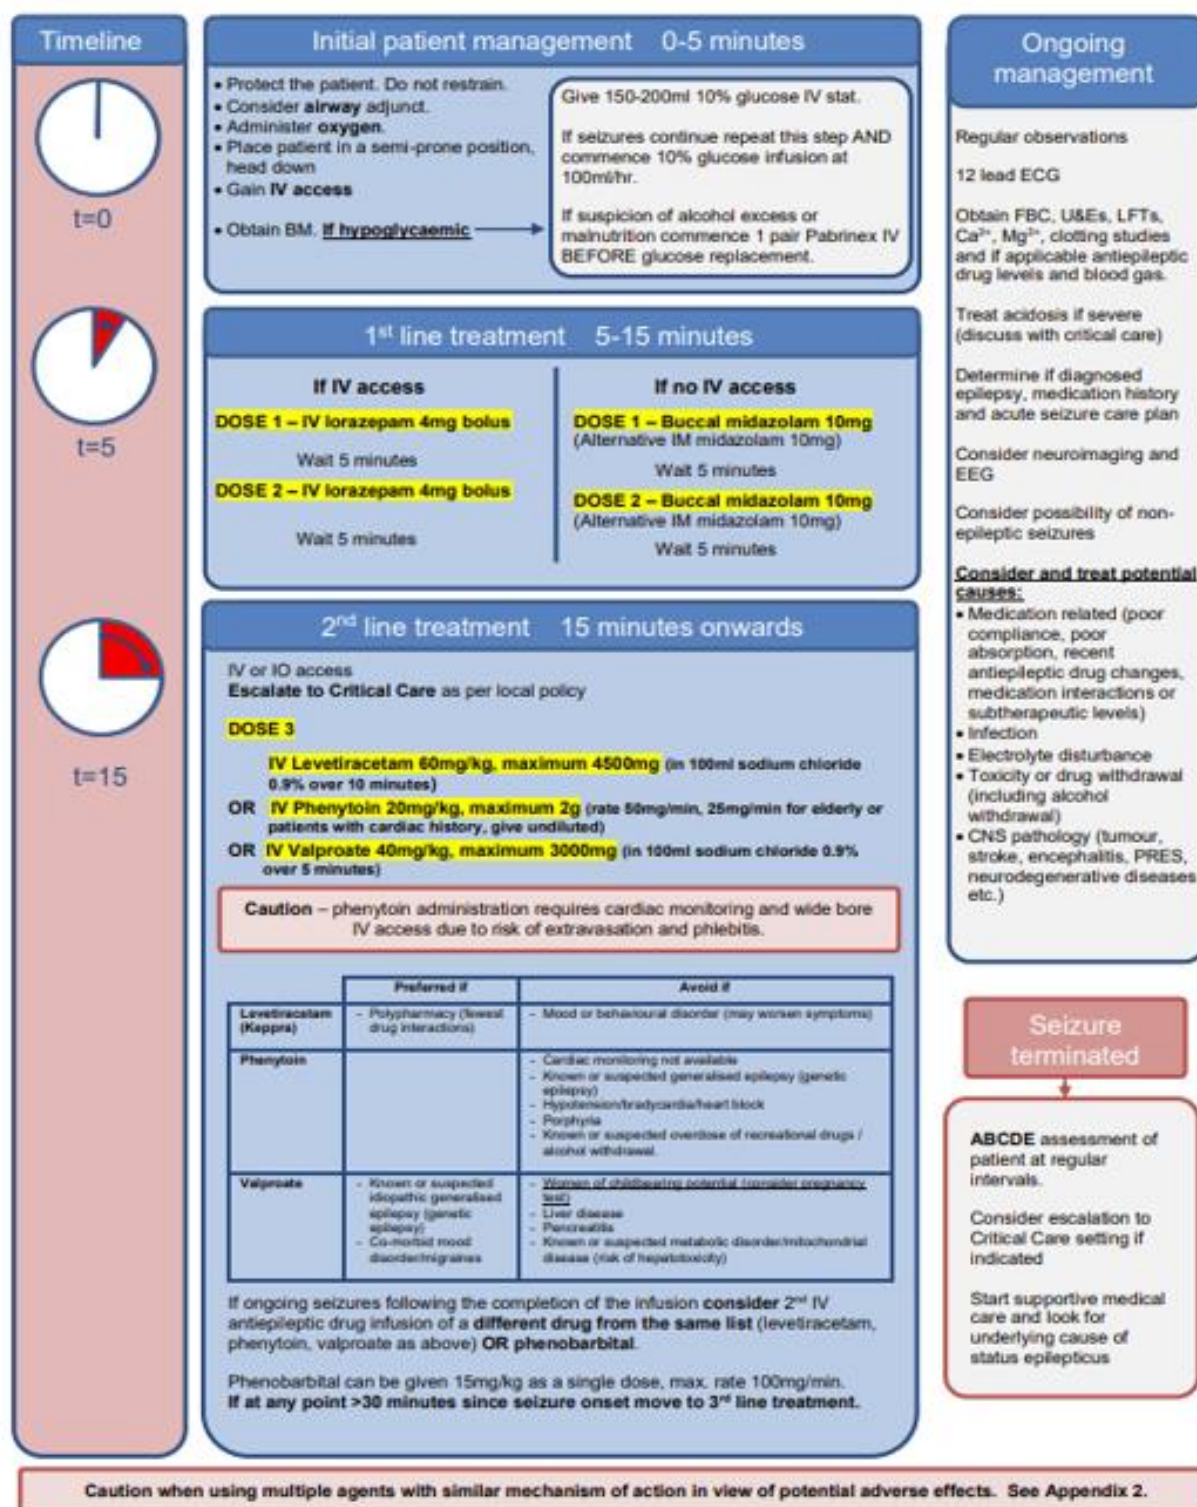 Timeline
t=0
t=5
t=15
Initial patient management 0-5 minutes
• Protect the patient. Do not restrain.
• Consider airway adjunct.
• Administer oxygen.
• Place patient in a semi-prone position,
head down
• Gain IV access
• Obtain BM. If hypoglycaemic
Give 150-200ml 10% glucose IV stat.
If seizures continue repeat this step AND
commence 10% glucose infusion at
100ml/hr.
If suspicion of alcohol excess or
malnutrition commence 1 pair Pabrinex IV
BEFORE glucose replacement.
1st line treatment 5-15 minutes
If IV access
DOSE 1 – IV lorazepam 4mg bolus
Wait 5 minutes
DOSE 2 – IV lorazepam 4mg bolus
Wait 5 minutes
If no IV access
DOSE 1 – Buccal midazolam 10mg
(Alternative IM midazolam 10mg)
Wait 5 minutes
DOSE 2 – Buccal midazolam 10mg
(Alternative IM midazolam 10mg)
Wait 5 minutes
2nd line treatment 15 minutes onwards
IV or IO access
Escalate to Critical Care as per local policy
DOSE 3
IV Levetiracetam 60mg/kg, maximum 4500mg (in 100ml sodium chloride
0.9% over 10 minutes)
OR IV Phenytoin 20mg/kg, maximum 2g (rate 50mg/min, 25mg/min for elderly or
patients with cardiac history, give undiluted)
OR IV Valproate 40mg/kg, maximum 3000mg (in 100ml sodium chloride 0.9%
over 5 minutes)
Caution – phenytoin administration requires cardiac monitoring and wide bore
IV access due to risk of extravasation and phlebitis.
Preferred if
Avoid if
Levetiracetam
(Keppra)
– Polypharmacy (fewest
drug interactions)
– Mood or behavioural disorder (may worsen symptoms)
Phenytoin
– Cardiac monitoring not available
– Known or suspected generalised epilepsy (genetic
epilepsy)
– Hypotension/bradycardia/heart block
– Porphyria
– Known or suspected overdose of recreational drugs /
alcohol withdrawal.
Valproate
– Known or suspected
idiopathic generalised
epilepsy (genetic
epilepsy)
– Co-morbid mood
disorder/migraines
– Women of childbearing potential (consider pregnancy
test)
– Liver disease
– Pancreatitis
– Known or suspected metabolic disorder/mitochondrial
disease (risk of hepatotoxicity)
If ongoing seizures following the completion of the infusion consider 2nd IV
antiepileptic drug infusion of a different drug from the same list (levetiracetam,
phenytoin, valproate as above) OR phenobarbital.
Phenobarbital can be given 15mg/kg as a single dose, max. rate 100mg/min.
If at any point >30 minutes since seizure onset move to 3rd line treatment.
Ongoing
management
Regular observations
12 lead ECG
Obtain FBC, U&Es, LFTs,
Ca²⁺, Mg²⁺, clotting studies
and if applicable antiepileptic
drug levels and blood gas.
Treat acidosis if severe
(discuss with critical care)
Determine if diagnosed
epilepsy, medication history
and acute seizure care plan
Consider neuroimaging and
EEG
Consider possibility of non-
epileptic seizures
Consider and treat potential
causes:
• Medication related (poor
compliance, poor
absorption, recent
antiepileptic drug changes,
medication interactions or
subtherapeutic levels)
• Infection
• Electrolyte disturbance
• Toxicity or drug withdrawal
(including alcohol
withdrawal)
• CNS pathology (tumour,
stroke, encephalitis, PRES,
neurodegenerative diseases
etc.)
Seizure
terminated
ABCDE assessment of
patient at regular
intervals.
Consider escalation to
Critical Care setting if
indicated
Start supportive medical
care and look for
underlying cause of
status epilepticus
Caution when using multiple agents with similar mechanism of action in view of potential adverse effects. See Appendix 2.